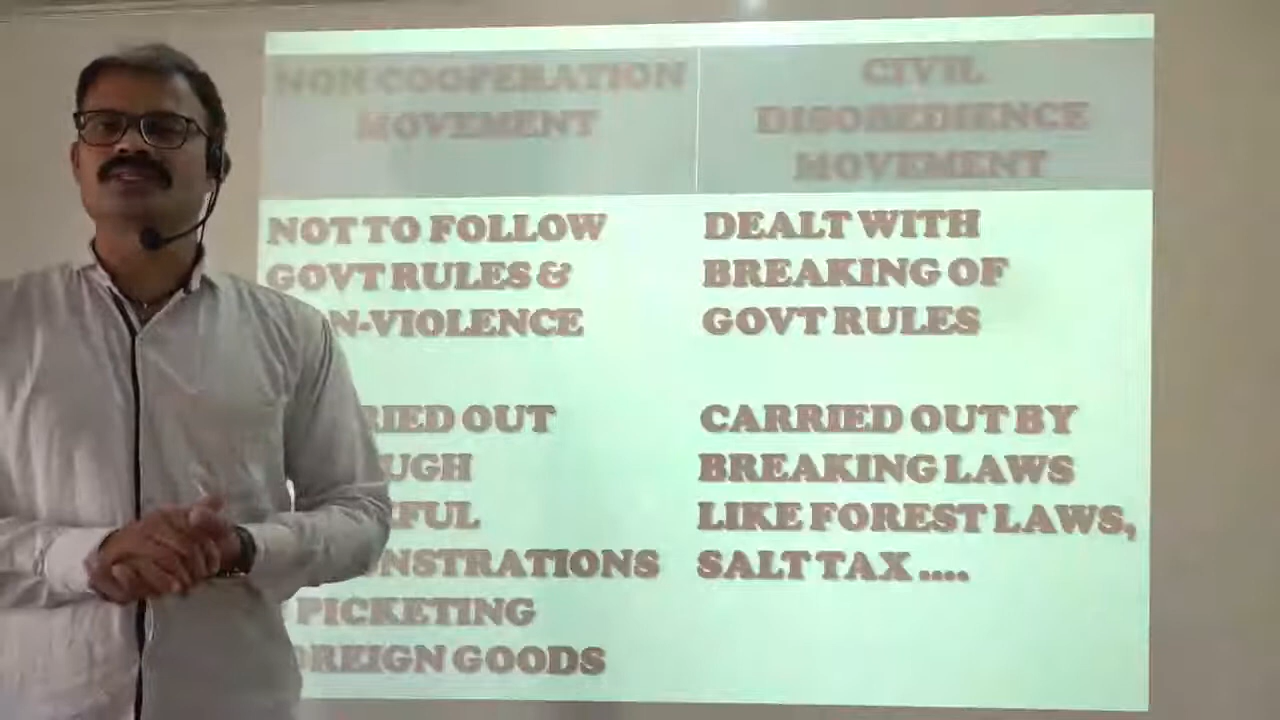 NON COOPERATION
MOVEMENT
NOT TO FOLLOW
GOVT RULES &
N-VIOLENCE
RIED OUT
UGH
FUL
NSTRATIONS
PICKETING
OREIGN GOODS
CIVIL
DISOBEDIENCE
MOVEMENT
DEALT WITH
BREAKING OF
GOVT RULES
CARRIED OUT BY
BREAKING LAWS
LIKE FOREST LAWS,
SALT TAX ....